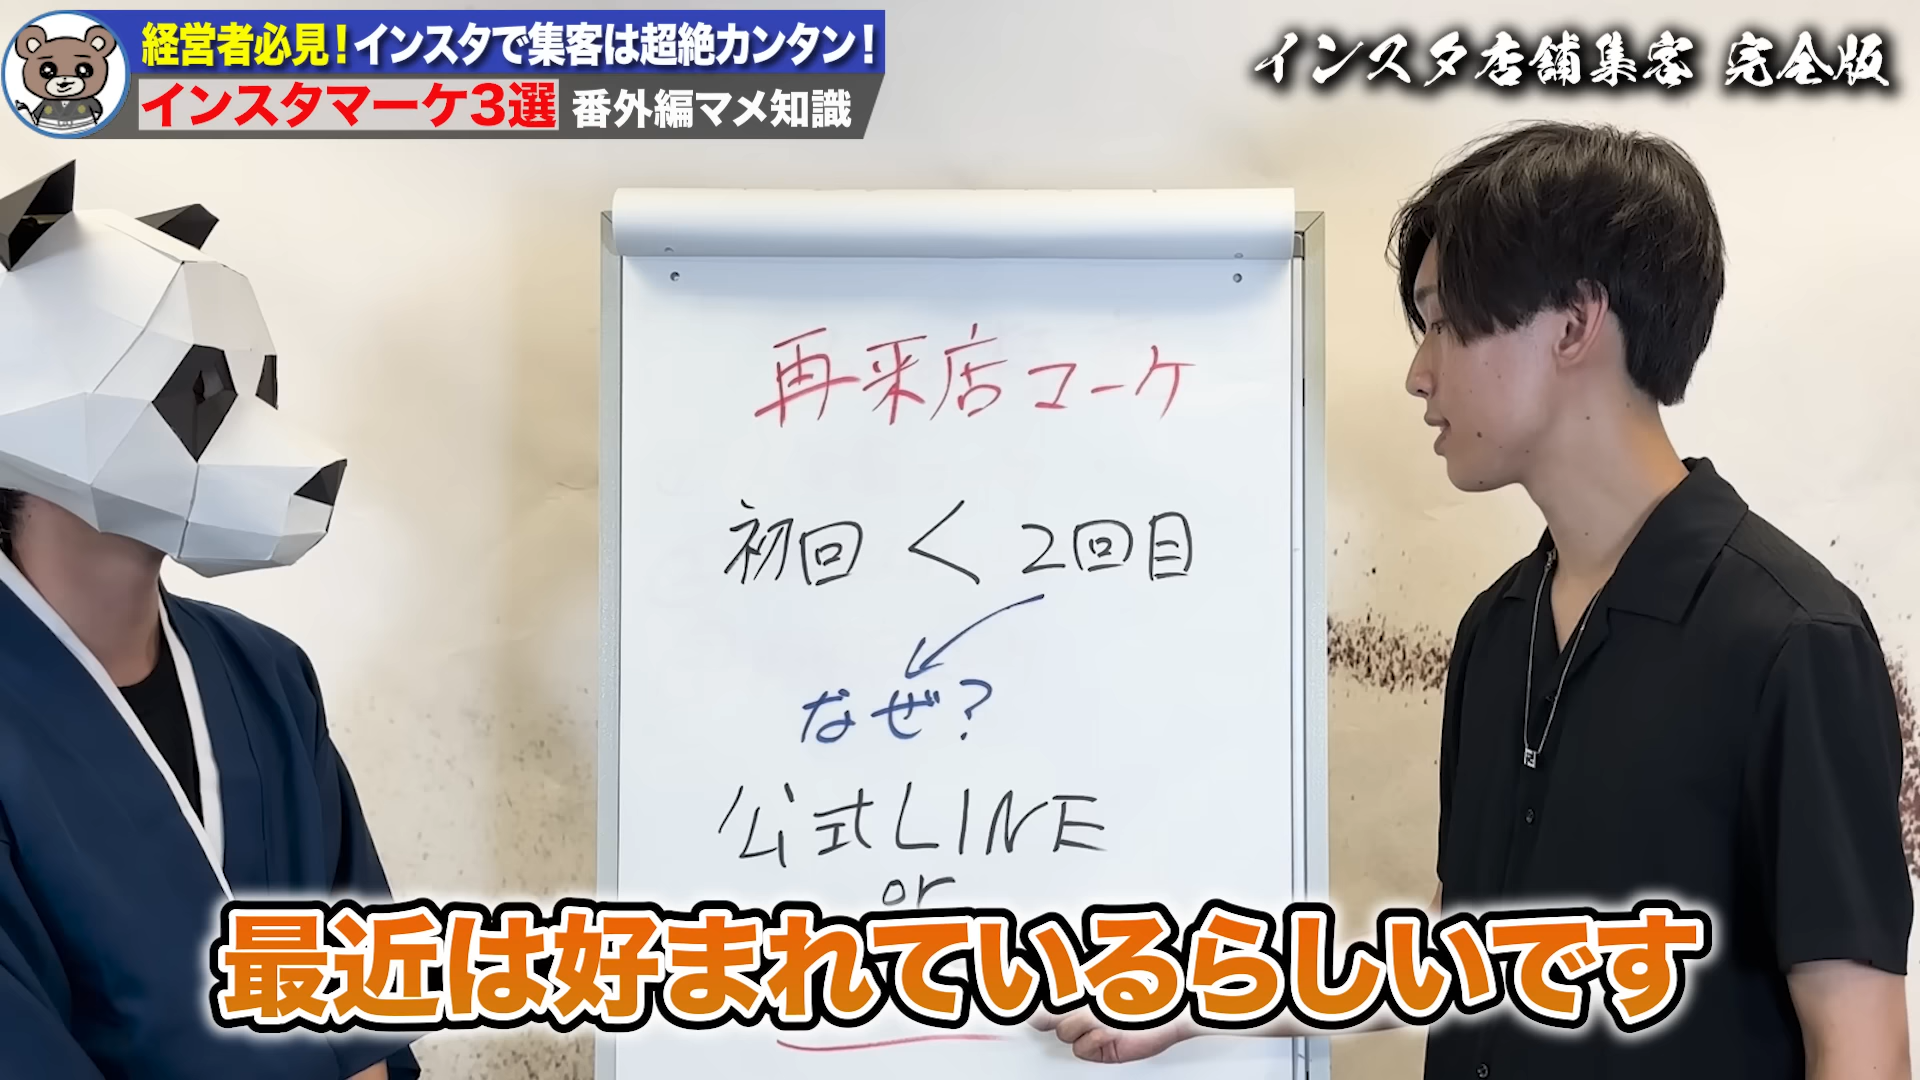 経営者必見！インスタで集客は超絶カンタン！
インスタマーケ3選 番外編マメ知識
インスタ店舗集客 完全版
再来店マーケ
初回 < 2回目
なぜ？
公式LINE
or
最近は好まれているらしいです